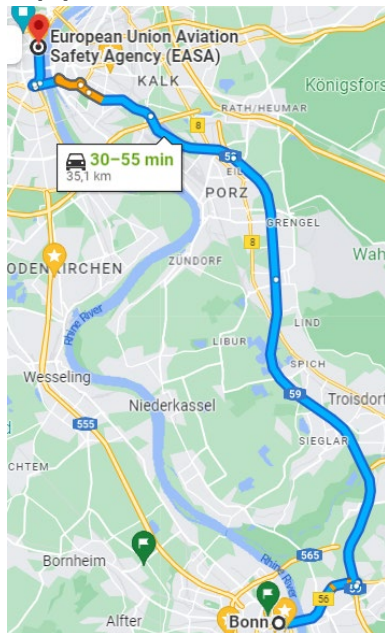 European Union Aviation
Safety Agency (EASA)
KALK
Königsfors
RATH/HEUMAR
8
30–55 min
35,1 km
EIL
PORZ
GRENGEL
8
Wah
ZÜNDORF
ODENKIRCHEN
LIND
Rhine River
LIBUR
SPICH
Wesseling
59
Troisdorf
Niederkassel
555
SIEGLAR
CHTEM
Rhine River
565
Bornheim
56
Bonn
Alfter